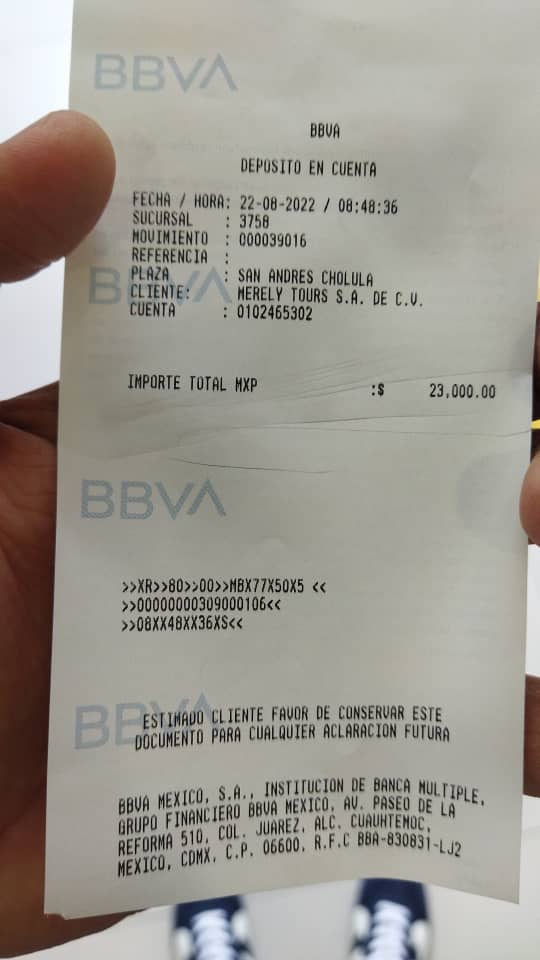 BBVA
BBVA
DEPOSITO EN CUENTA
FECHA / HORA: 22-08-2022 / 08:48:36
SUCURSAL : 3758
MOVIMIENTO : 000039016
REFERENCIA :
BBVA
PLAZA : SAN ANDRES CHOLULA
CLIENTE: MERELY TOURS S.A. DE C.V.
CUENTA : 0102465302
IMPORTE TOTAL MXP :$ 23,000.00
BBVA
>>XR>>80>>00>>MBX77X50X5 <<
>>00000000309000106<<
>>08XX48XX36XS<<
BBVA
ESTIMADO CLIENTE FAVOR DE CONSERVAR ESTE
DOCUMENTO PARA CUALQUIER ACLARACION FUTURA
BBVA MEXICO, S.A., INSTITUCION DE BANCA MULTIPLE,
GRUPO FINANCIERO BBVA MEXICO, AV. PASEO DE LA
REFORMA 510, COL. JUAREZ, ALC. CUAUHTEMOC,
MEXICO, CDMX, C.P. 06600, R.F.C BBA-830831-LJ2